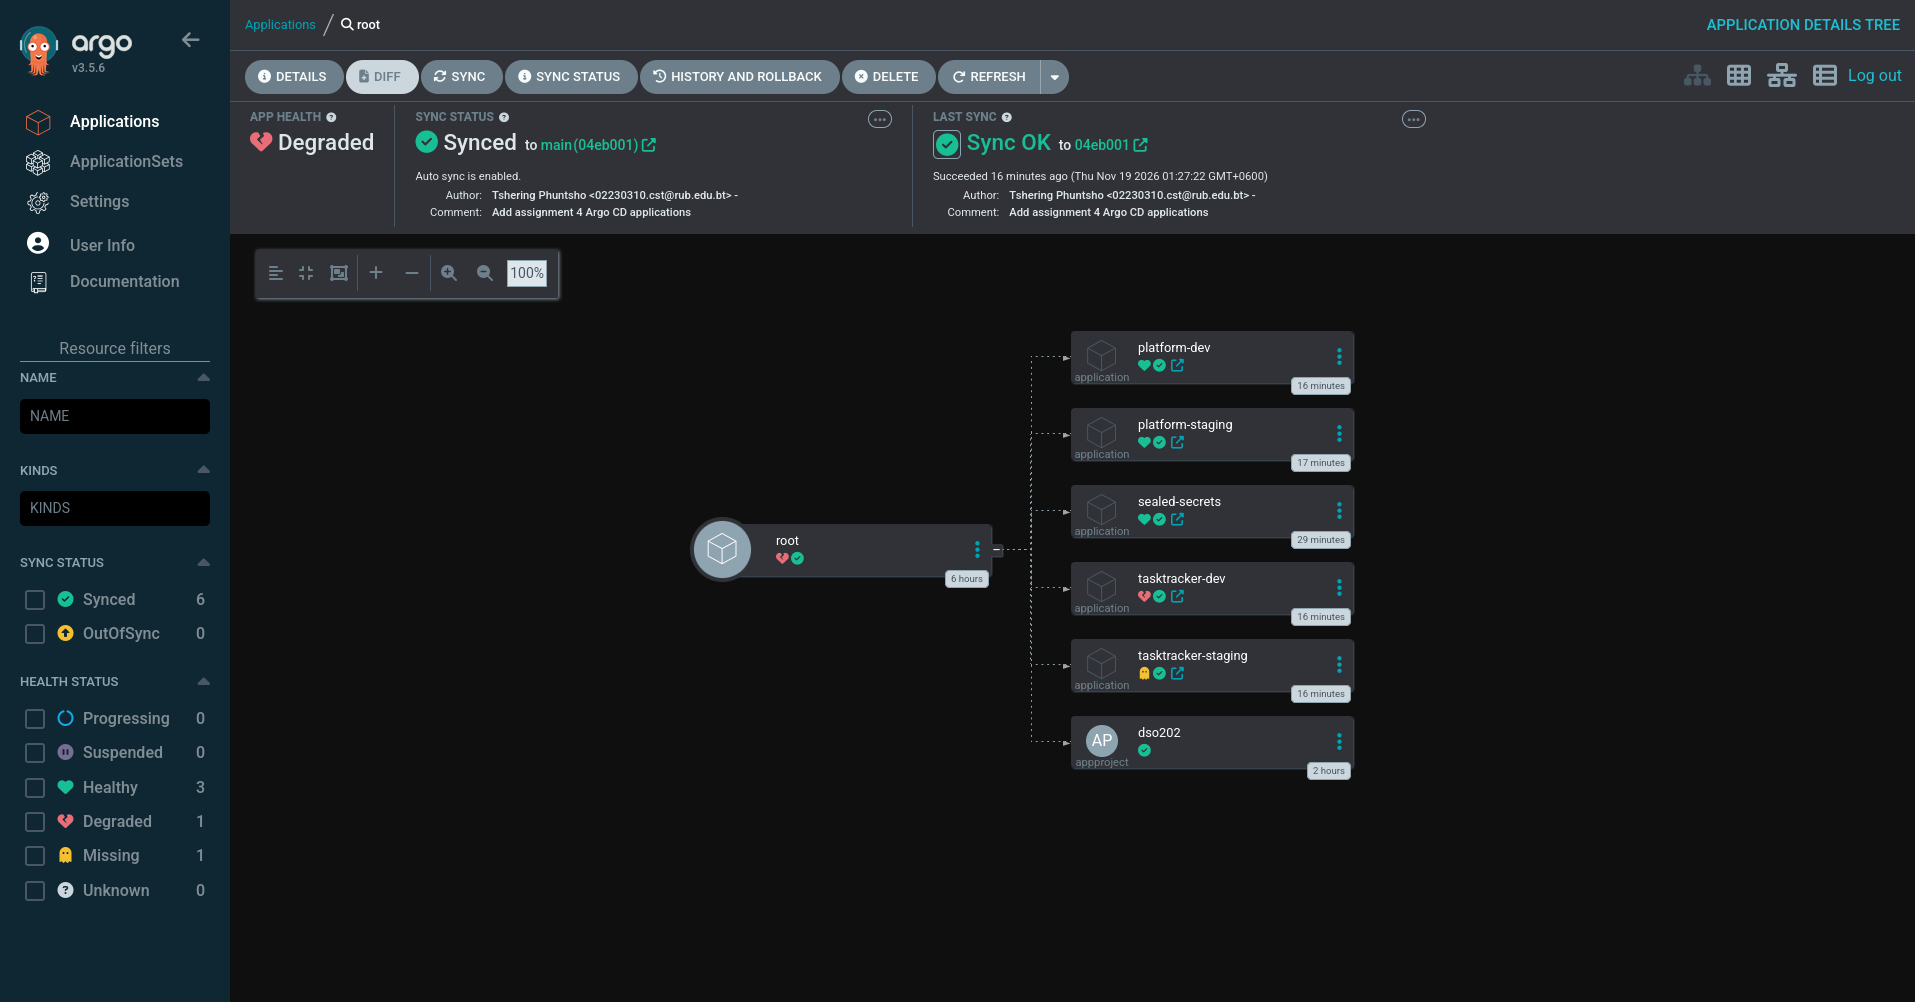 argo
v3.5.6
Applications
ApplicationSets
Settings
User Info
Documentation
Resource filters
NAME
NAME
KINDS
KINDS
SYNC STATUS
Synced 6
OutOfSync 0
HEALTH STATUS
Progressing 0
Suspended 0
Healthy 3
Degraded 1
Missing 1
Unknown 0
Applications / root
APPLICATION DETAILS TREE
DETAILS DIFF SYNC SYNC STATUS HISTORY AND ROLLBACK DELETE REFRESH Log out
APP HEALTH
Degraded
SYNC STATUS
Synced to main (04eb001)
Auto sync is enabled.
Author: Tshering Phuntsho <02230310.cst@rub.edu.bt> -
Comment: Add assignment 4 Argo CD applications
LAST SYNC
Sync OK to 04eb001
Succeeded 16 minutes ago (Thu Nov 19 2026 01:27:22 GMT+0600)
Author: Tshering Phuntsho <02230310.cst@rub.edu.bt> -
Comment: Add assignment 4 Argo CD applications
100%
root
6 hours
platform-dev
application
16 minutes
platform-staging
application
17 minutes
sealed-secrets
application
29 minutes
tasktracker-dev
application
16 minutes
tasktracker-staging
application
16 minutes
AP
dso202
appproject
2 hours